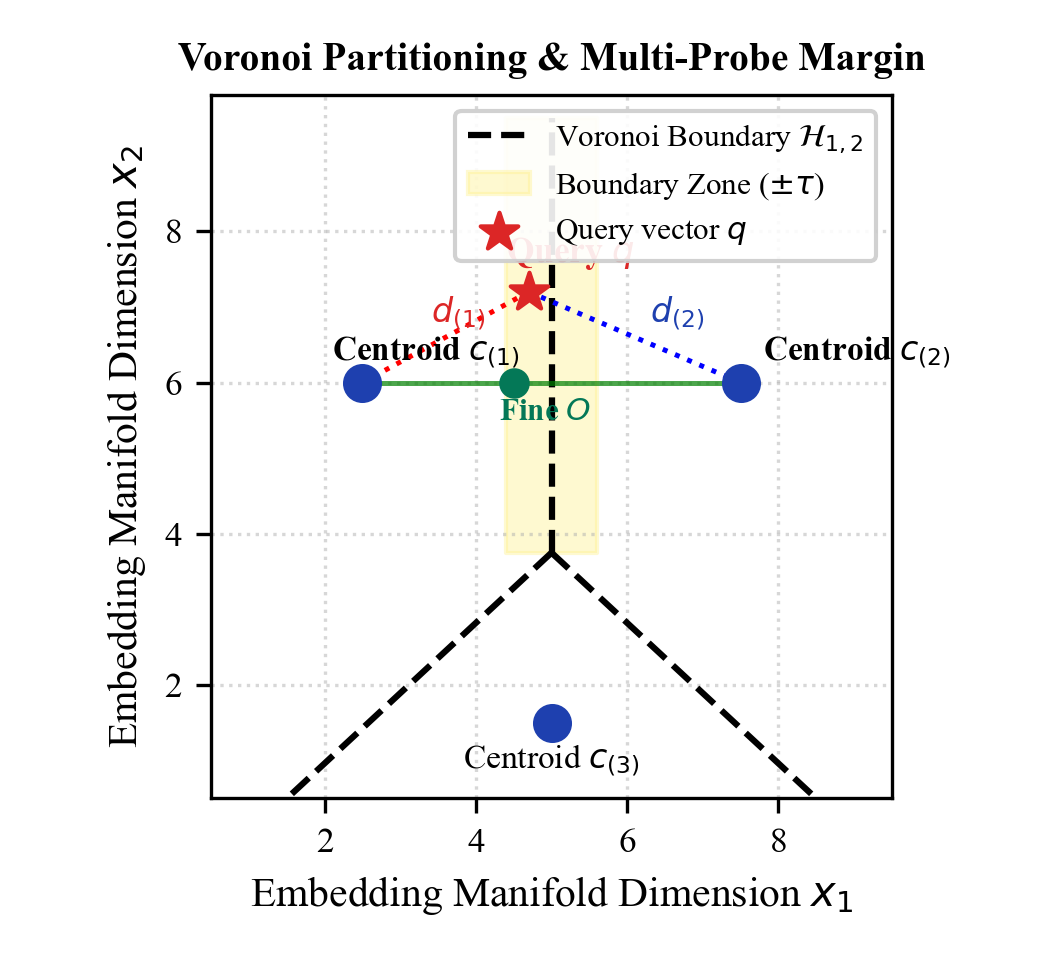 Voronoi Partitioning & Multi-Probe Margin
Voronoi Boundary $\mathcal{H}_{1,2}$
Boundary Zone (±τ)
Query vector q
Query q
d₍₁₎
d₍₂₎
Centroid c₍₁₎
Centroid c₍₂₎
Fine O
Centroid c₍₃₎
8
6
4
2
2 4 6 8
Embedding Manifold Dimension x₂
Embedding Manifold Dimension x₁